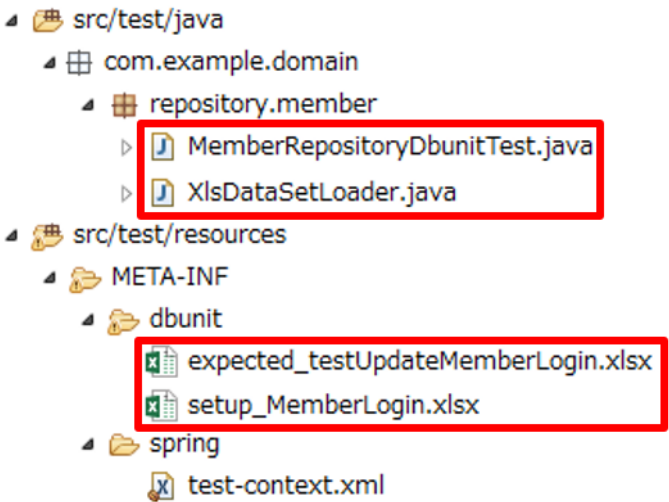 src/test/java
com.example.domain
repository.member
MemberRepositoryDbunitTest.java
XlsDataSetLoader.java
src/test/resources
META-INF
dbunit
expected_testUpdateMemberLogin.xlsx
setup_MemberLogin.xlsx
spring
test-context.xml